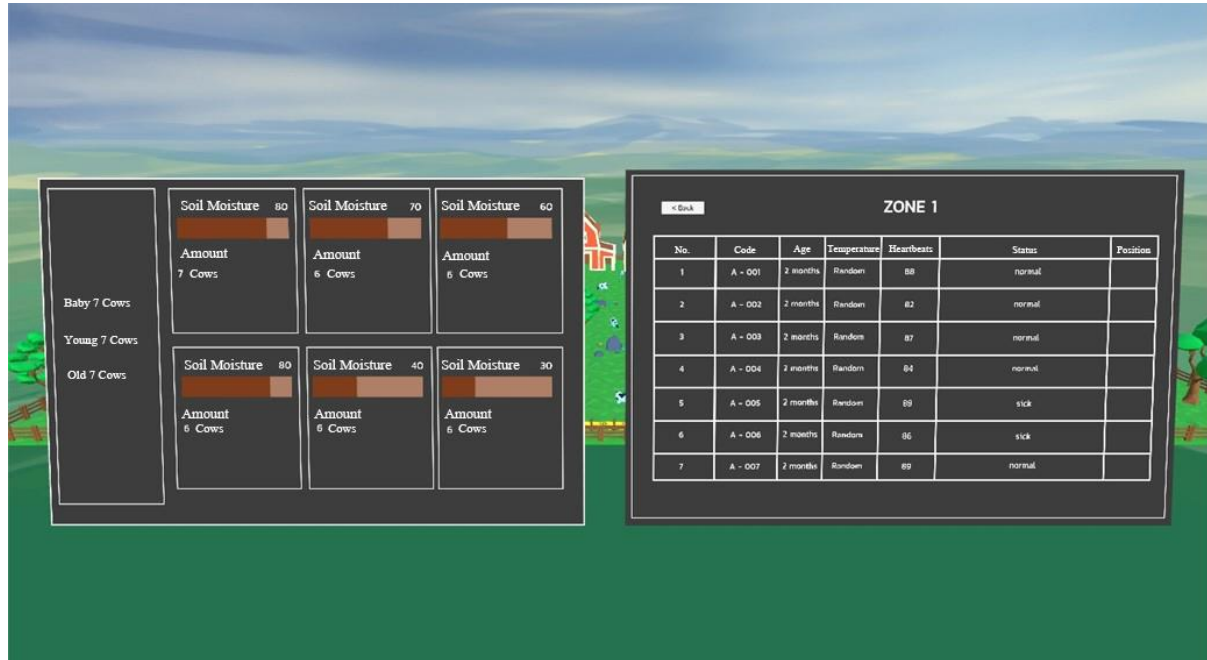 Soil Moisture 80
Amount
7 Cows
Soil Moisture 70
Amount
6 Cows
Soil Moisture 60
Amount
6 Cows
Baby 7 Cows
Young 7 Cows
Old 7 Cows
Soil Moisture 80
Amount
6 Cows
Soil Moisture 40
Amount
6 Cows
Soil Moisture 30
Amount
6 Cows
< Back
ZONE 1
No. Code Age Temperature Heartbeats Status Position
1 A - 001 2 months Random 88 normal
2 A - 002 2 months Random 82 normal
3 A - 003 2 months Random 87 normal
4 A - 004 2 months Random 84 normal
5 A - 005 2 months Random 89 sick
6 A - 006 2 months Random 86 sick
7 A - 007 2 months Random 89 normal